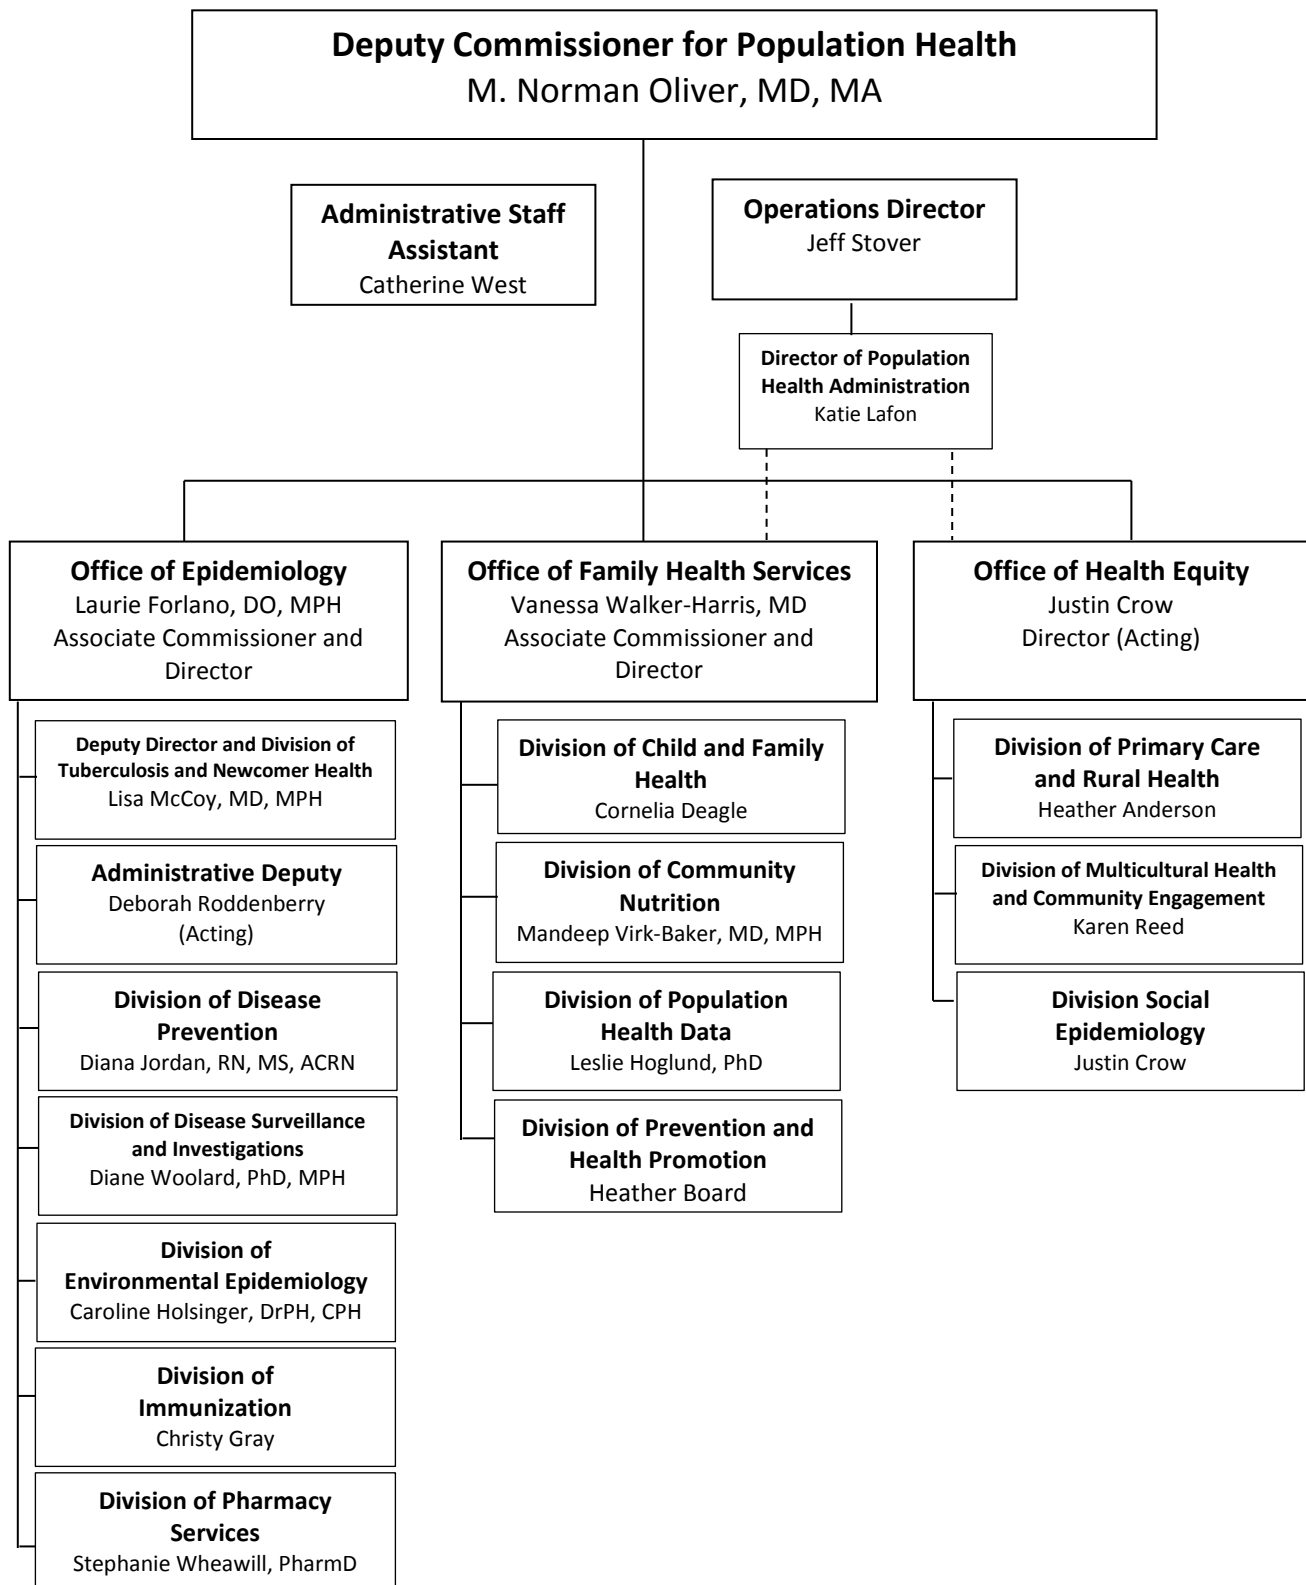 Deputy Commissioner for Population Health
M. Norman Oliver, MD, MA
Administrative Staff
Assistant
Catherine West
Operations Director
Jeff Stover
Director of Population
Health Administration
Katie Lafon
Office of Epidemiology
Laurie Forlano, DO, MPH
Associate Commissioner and
Director
Deputy Director and Division of
Tuberculosis and Newcomer Health
Lisa McCoy, MD, MPH
Administrative Deputy
Deborah Roddenberry
(Acting)
Division of Disease
Prevention
Diana Jordan, RN, MS, ACRN
Division of Disease Surveillance
and Investigations
Diane Woolard, PhD, MPH
Division of
Environmental Epidemiology
Caroline Holsinger, DrPH, CPH
Division of
Immunization
Christy Gray
Division of Pharmacy
Services
Stephanie Wheawill, PharmD
Office of Family Health Services
Vanessa Walker-Harris, MD
Associate Commissioner and
Director
Division of Child and Family
Health
Cornelia Deagle
Division of Community
Nutrition
Mandeep Virk-Baker, MD, MPH
Division of Population
Health Data
Leslie Hoglund, PhD
Division of Prevention and
Health Promotion
Heather Board
Office of Health Equity
Justin Crow
Director (Acting)
Division of Primary Care
and Rural Health
Heather Anderson
Division of Multicultural Health
and Community Engagement
Karen Reed
Division Social
Epidemiology
Justin Crow